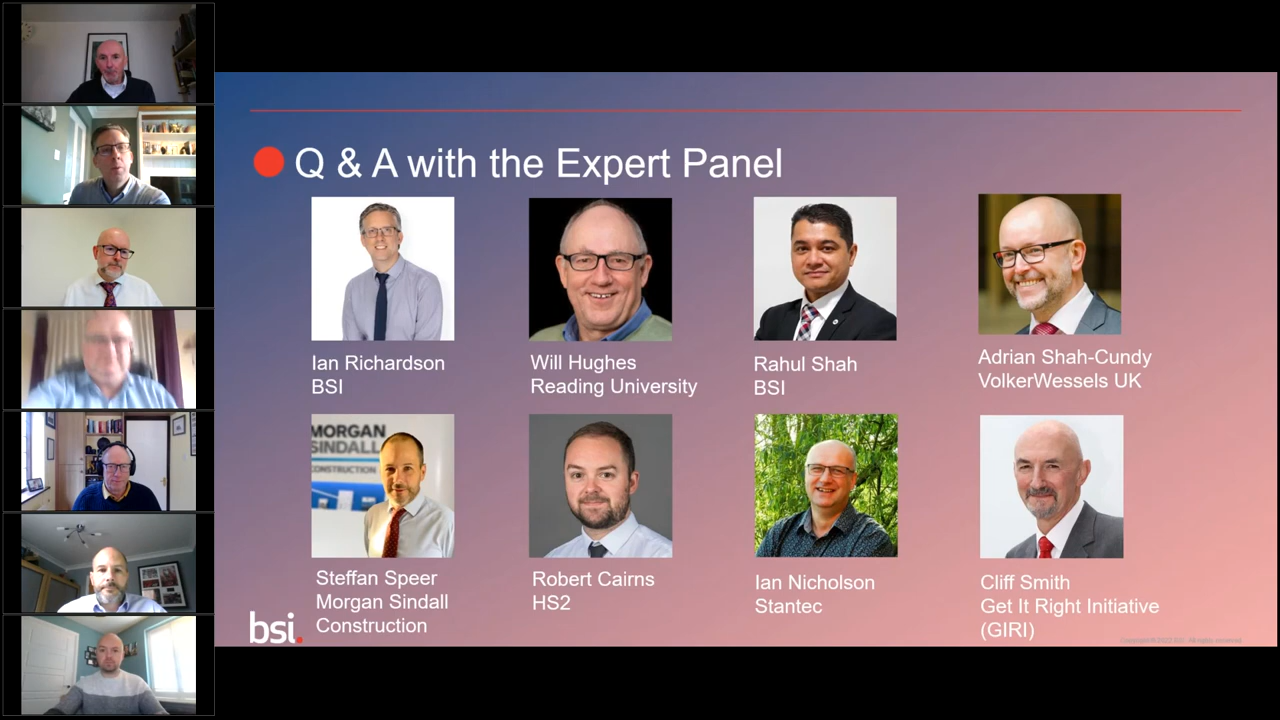 Q & A with the Expert Panel
Ian Richardson
BSI
Will Hughes
Reading University
Rahul Shah
BSI
Adrian Shah-Cundy
VolkerWessels UK
MORGAN
SINDALL
CONSTRUCTION
Steffan Speer
Morgan Sindall
Construction
Robert Cairns
HS2
Ian Nicholson
Stantec
Cliff Smith
Get It Right Initiative
(GIRI)
bsi.